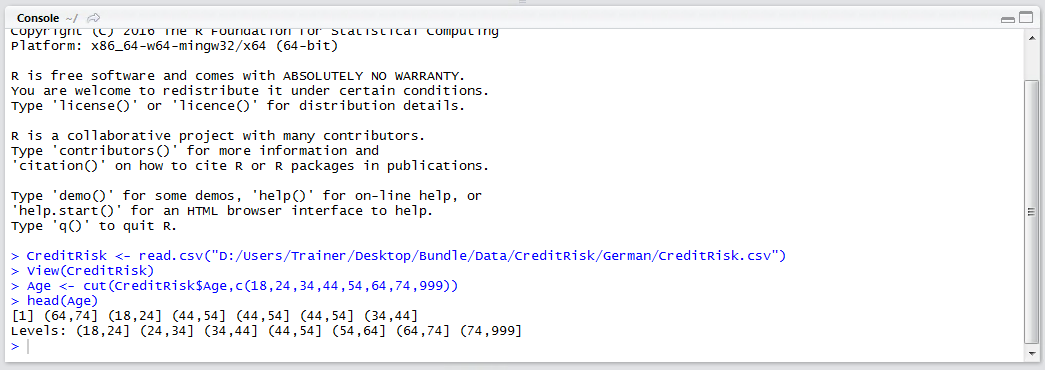 Console ~/
Copyright (C) 2016 The R Foundation for Statistical Computing
Platform: x86_64-w64-mingw32/x64 (64-bit)
R is free software and comes with ABSOLUTELY NO WARRANTY.
You are welcome to redistribute it under certain conditions.
Type 'license()' or 'licence()' for distribution details.
R is a collaborative project with many contributors.
Type 'contributors()' for more information and
'citation()' on how to cite R or R packages in publications.
Type 'demo()' for some demos, 'help()' for on-line help, or
'help.start()' for an HTML browser interface to help.
Type 'q()' to quit R.
> CreditRisk <- read.csv("D:/Users/Trainer/Desktop/Bundle/Data/CreditRisk/German/CreditRisk.csv")
> View(CreditRisk)
> Age <- cut(CreditRisk$Age,c(18,24,34,44,54,64,74,999))
> head(Age)
[1] (64,74] (18,24] (44,54] (44,54] (44,54] (34,44]
Levels: (18,24] (24,34] (34,44] (44,54] (54,64] (64,74] (74,999]
>